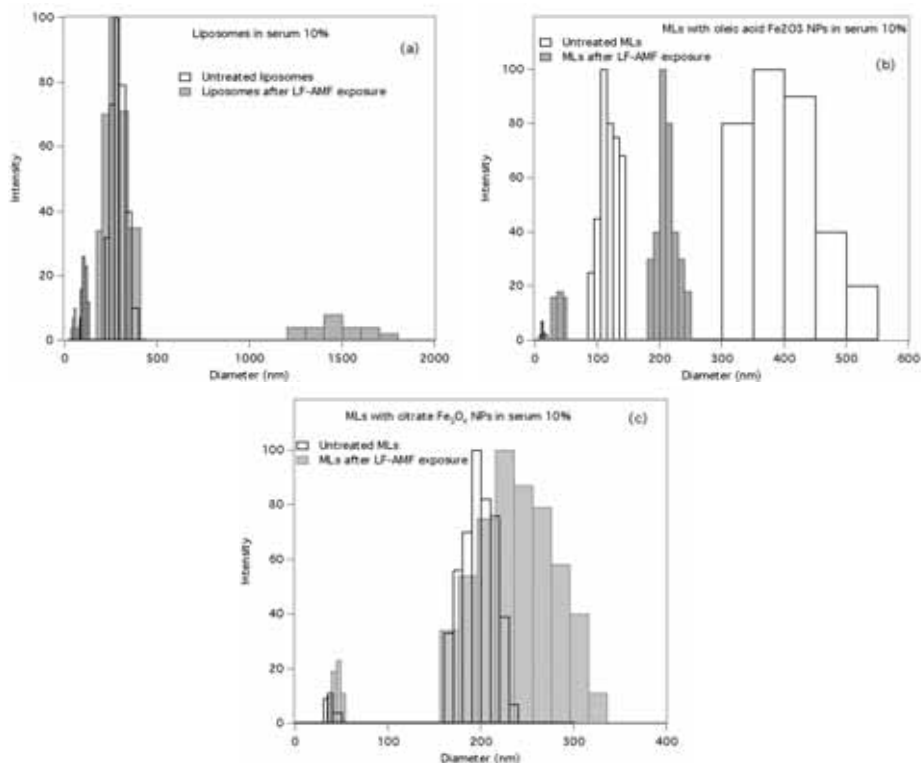 Liposomes in serum 10%
(a)
Untreated liposomes
Liposomes after LF-AMF exposure
Intensity
100
80
60
40
20
0
0 500 1000 1500 2000
Diameter (nm)
MLs with oleic acid Fe2O3 NPs in serum 10%
Untreated MLs
MLs after LF-AMF exposure
(b)
Intensity
100
80
60
40
20
0
0 100 200 300 400 500 600
Diameter (nm)
MLs with citrate NPs in serum 10%
(c)
Untreated MLs
MLs after LF-AMF exposure
Intensity
100
80
60
40
20
0
0 100 200 300 400
Diameter (nm)